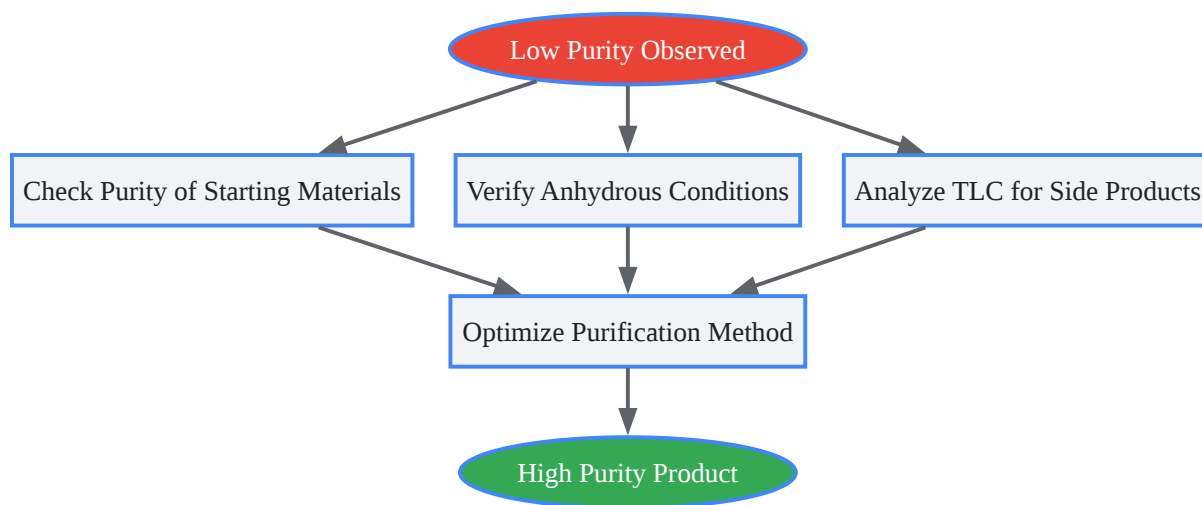 Low Purity Observed
Check Purity of Starting Materials
Verify Anhydrous Conditions
Analyze TLC for Side Products
Optimize Purification Method
High Purity Product